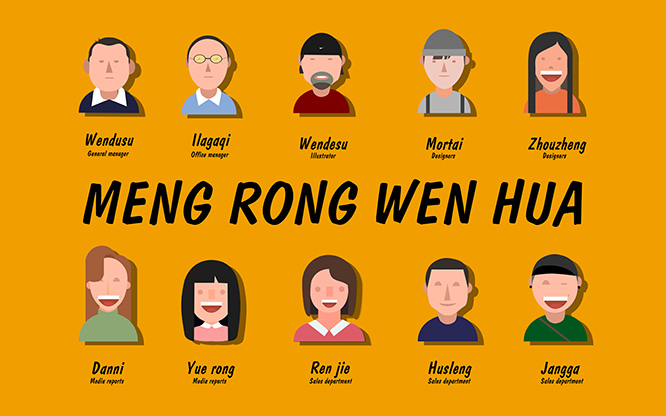 Wendusu
General manager
Ilagaqi
Office manager
Wendesu
Illustrator
Mortai
Designers
Zhouzheng
Designers
MENG RONG WEN HUA
Danni
Media reports
Yue rong
Media reports
Ren jie
Sales department
Husleng
Sales department
Jangga
Sales department